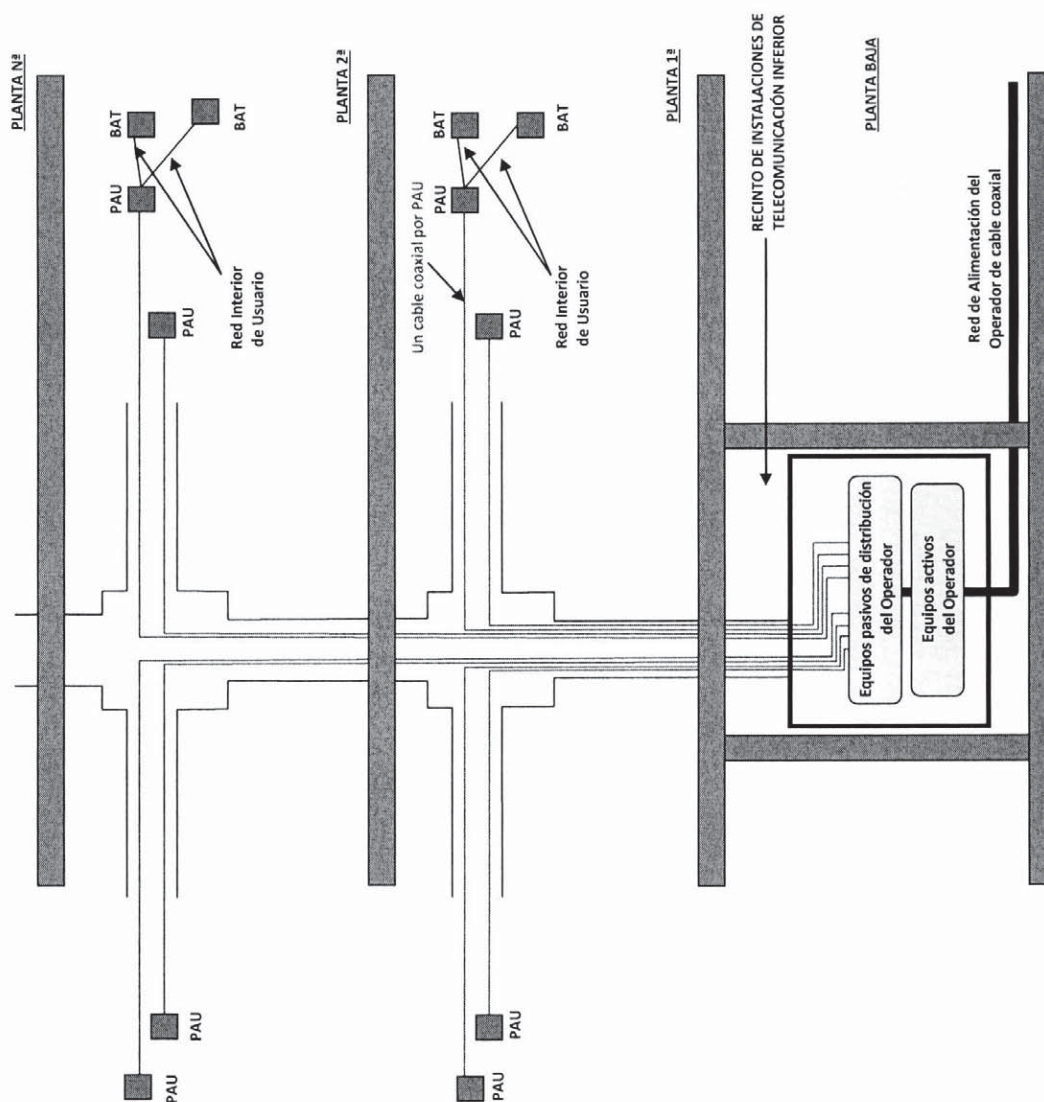 PLANTA Nª
PAU
BAT
BAT
Red Interior
de Usuario
PAU
PAU
PAU
PLANTA 2ª
Un cable coaxial por PAU
PAU
BAT
BAT
Red Interior
de Usuario
PAU
PAU
PAU
PLANTA 1ª
RECINTO DE INSTALACIONES DE
TELECOMUNICACIÓN INFERIOR
PLANTA BAJA
Equipos pasivos de distribución
del Operador
Equipos activos
del Operador
Red de Alimentación del
Operador de cable coaxial